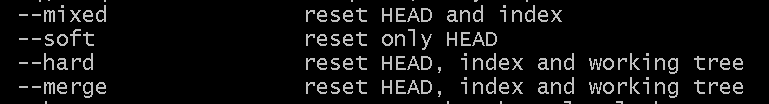 --mixed reset HEAD and index
--soft reset only HEAD
--hard reset HEAD, index and working tree
--merge reset HEAD, index and working tree